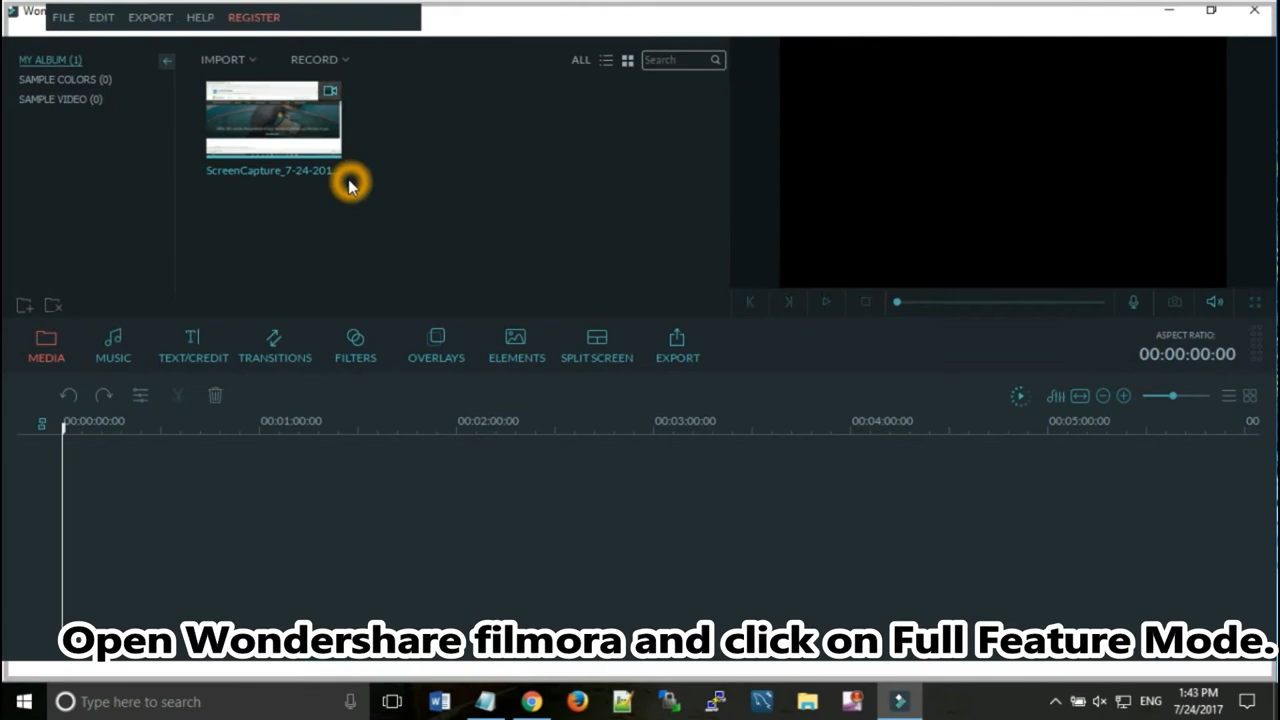 Won
FILE EDIT EXPORT HELP REGISTER
MY ALBUM (1)
SAMPLE COLORS (0)
SAMPLE VIDEO (0)
IMPORT RECORD ALL Search
ScreenCapture_7-24-201
MEDIA MUSIC TEXT/CREDIT TRANSITIONS FILTERS OVERLAYS ELEMENTS SPLIT SCREEN EXPORT
ASPECT RATIO:
00:00:00:00
00:00:00:00 00:01:00:00 00:02:00:00 00:03:00:00 00:04:00:00 00:05:00:00 00
Open Wondershare filmora and click on Full Feature Mode.
Type here to search
ENG
1:43 PM
7/24/2017